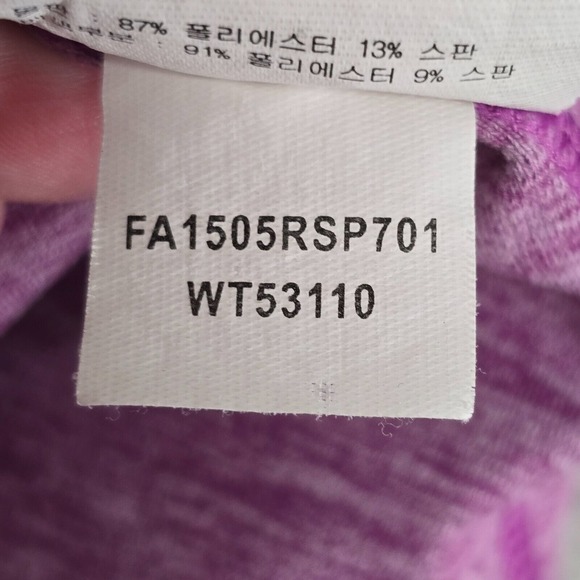 : 87% 폴리에스터 13% 스판
: 91% 폴리에스터 9% 스판
FA1505RSP701
WT53110